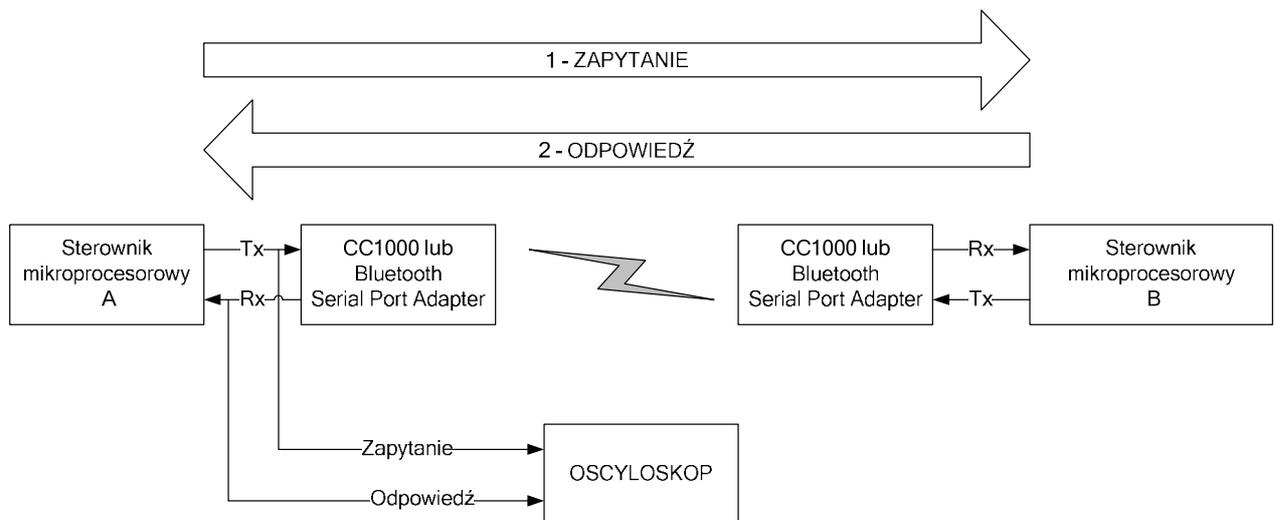 1 - ZAPYTANIE
2 - ODPOWIEDŹ
Sterownik
mikroprocesorowy
A
Tx
Rx
CC1000 lub
Bluetooth
Serial Port Adapter
CC1000 lub
Bluetooth
Serial Port Adapter
Rx
Tx
Sterownik
mikroprocesorowy
B
Zapytanie
Odpowiedź
OSCYLOSKOP